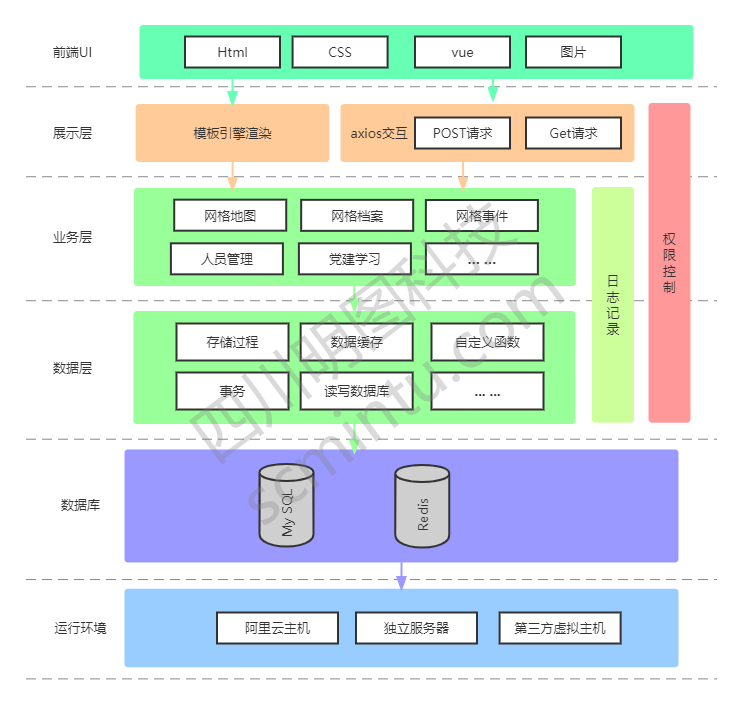 前端UI
Html
CSS
vue
图片
展示层
模板引擎渲染
axios交互
POST请求
Get请求
权限控制
业务层
网格地图
网格档案
网格事件
人员管理
党建学习
... ...
日志记录
数据层
存储过程
数据缓存
自定义函数
事务
读写数据库
... ...
数据库
My SQL
Redis
运行环境
阿里云主机
独立服务器
第三方虚拟主机
四川明图科技
scmintu.com